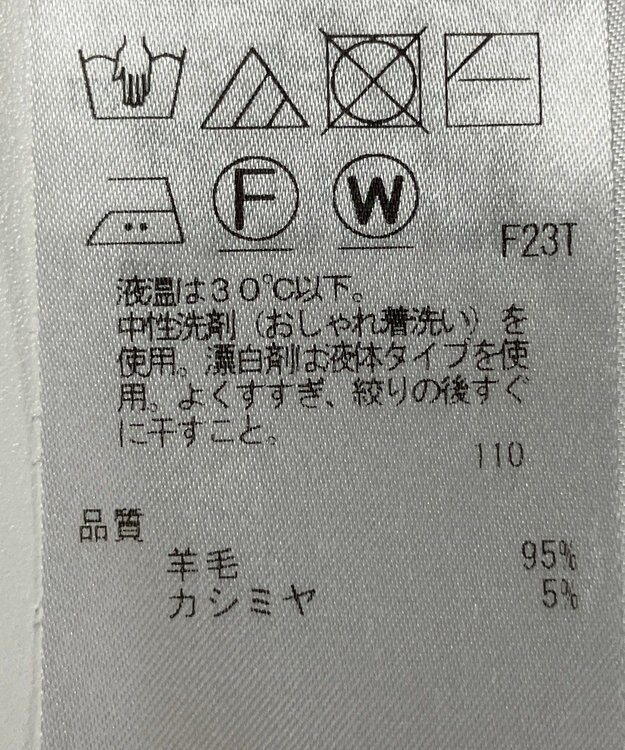 F
W
F23T
液温は30℃以下。
中性洗剤（おしゃれ着洗い）を
使用。漂白剤は液体タイプを使
用。よくすすぎ、絞りの後すぐ
に干すこと。
110
品質
羊毛 95%
カシミヤ 5%